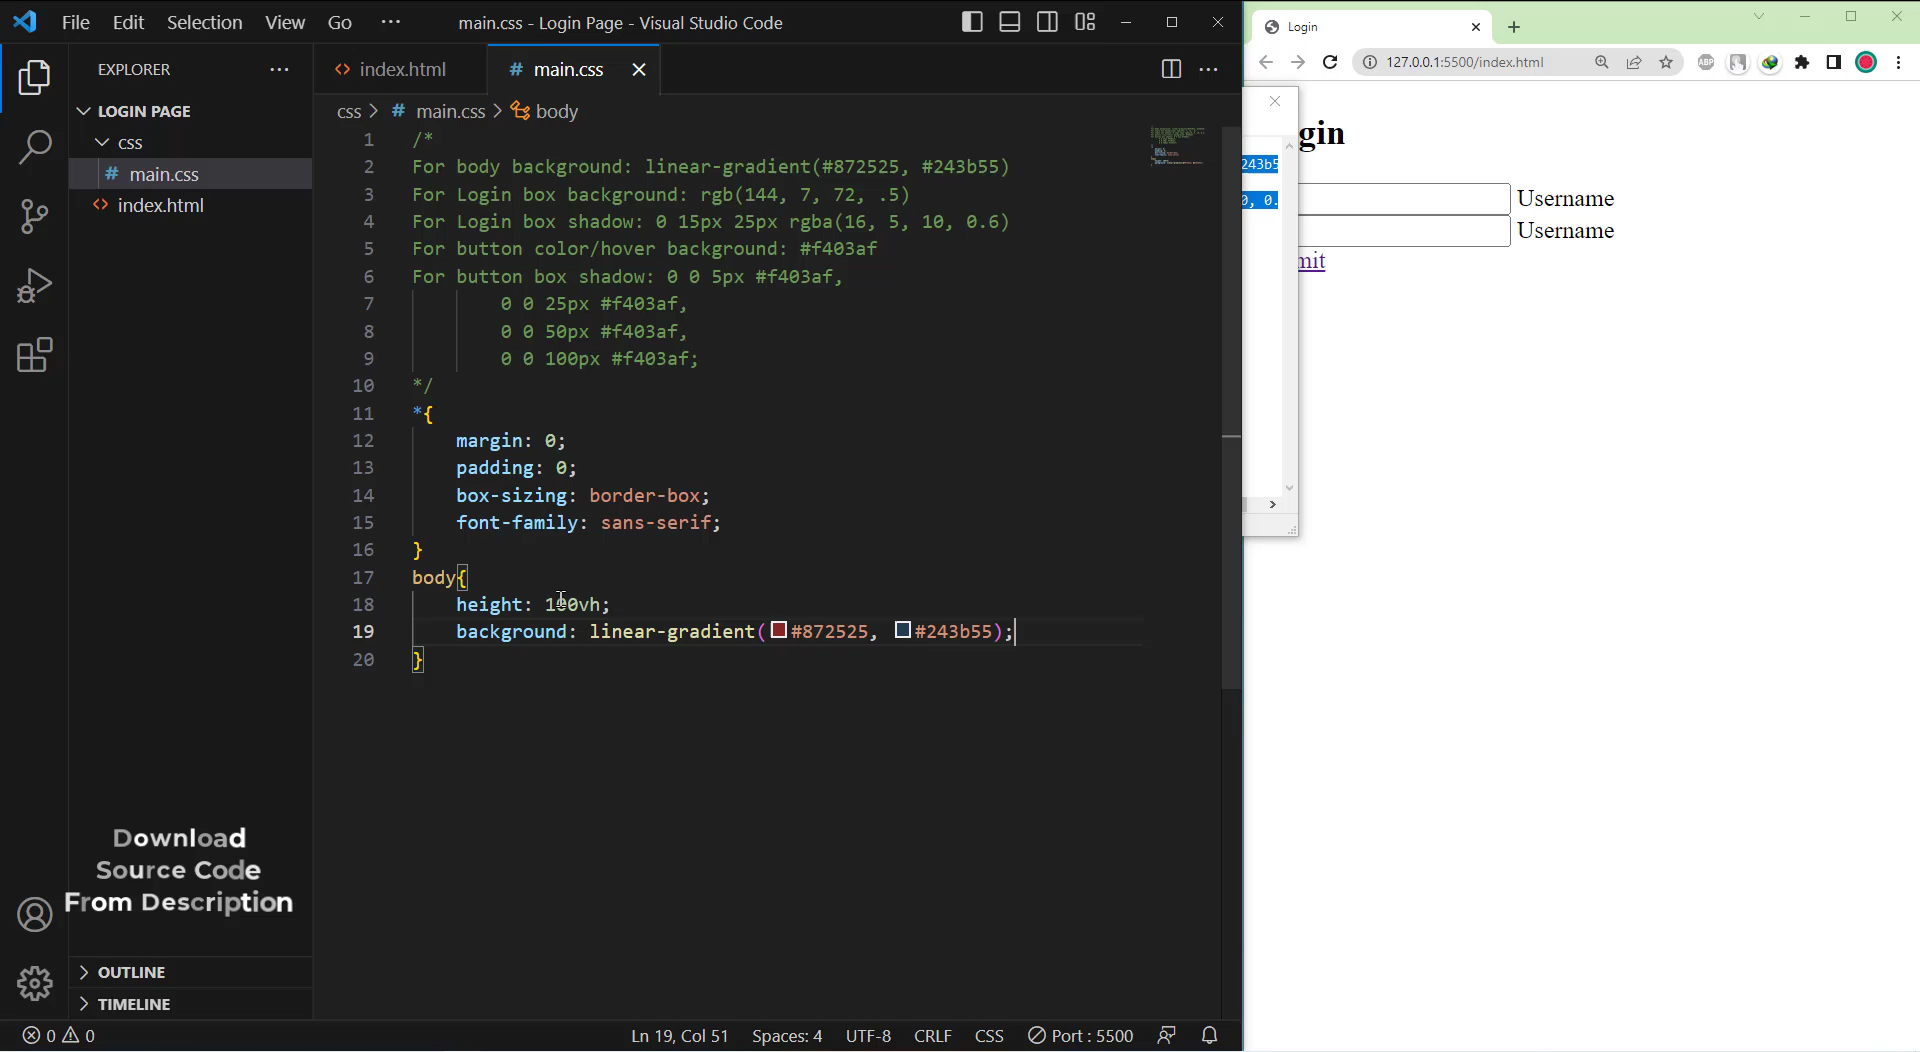 File Edit Selection View Go ··· main.css - Login Page - Visual Studio Code
EXPLORER
LOGIN PAGE
css
# main.css
<> index.html
Download
Source Code
From Description
OUTLINE
TIMELINE
<> index.html # main.css
css > # main.css > body
1 /*
2 For body background: linear-gradient(#872525, #243b55)
3 For Login box background: rgb(144, 7, 72, .5)
4 For Login box shadow: 0 15px 25px rgba(16, 5, 10, 0.6)
5 For button color/hover background: #f403af
6 For button box shadow: 0 0 5px #f403af,
7 0 0 25px #f403af,
8 0 0 50px #f403af,
9 0 0 100px #f403af;
10 */
11 *{
12 margin: 0;
13 padding: 0;
14 box-sizing: border-box;
15 font-family: sans-serif;
16 }
17 body{
18 height: 100vh;
19 background: linear-gradient(#872525, #243b55);
20 }
0 0 Ln 19, Col 51 Spaces: 4 UTF-8 CRLF CSS Port : 5500
Login
127.0.0.1:5500/index.html
ABP
gin
243b5
0, 0.
Username
Username
mit